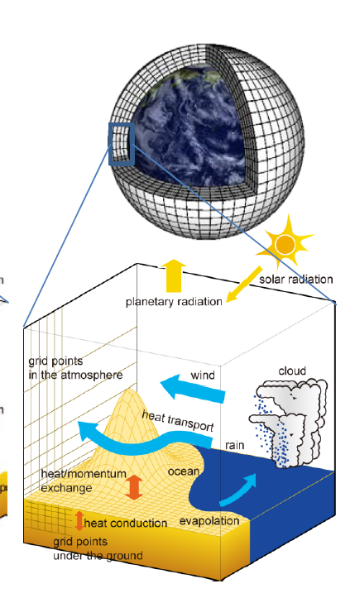 solar radiation
planetary radiation
grid points
in the atmosphere
wind
cloud
heat transport
rain
heat/momentum
exchange
ocean
heat conduction
evapolation
grid points
under the ground